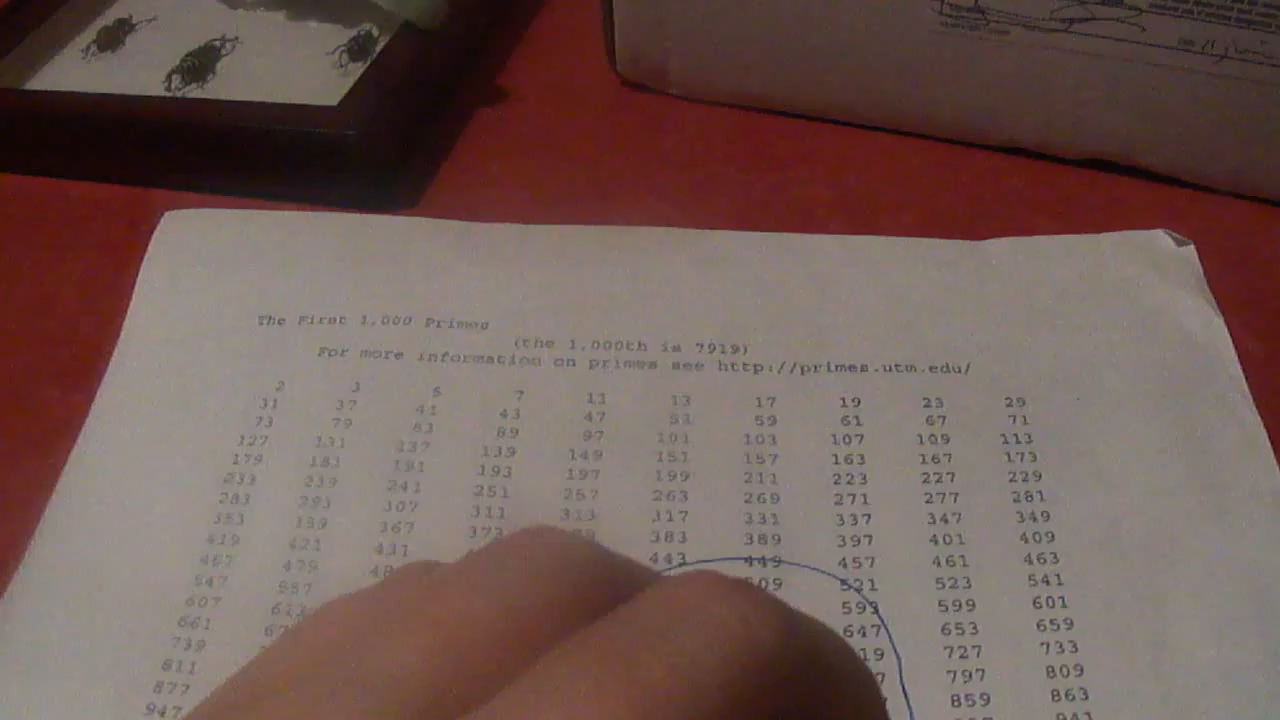 The First 1,000 Primes
(the 1,000th is 7919)
For more information on primes see http://primes.utm.edu/
2 3 5 7 11 13 17 19 23 29
31 37 41 43 47 53 59 61 67 71
73 79 83 89 97 101 103 107 109 113
127 131 137 139 149 151 157 163 167 173
179 181 191 193 197 199 211 223 227 229
233 239 241 251 257 263 269 271 277 281
283 293 307 311 313 317 331 337 347 349
353 359 367 373 379 383 389 397 401 409
419 421 431 443 449 457 461 463
467 479 509 521 523 541
547 557 593 599 601
607 613 647 653 659
661 727 733
739 797 809
811 859 863
877 941
947